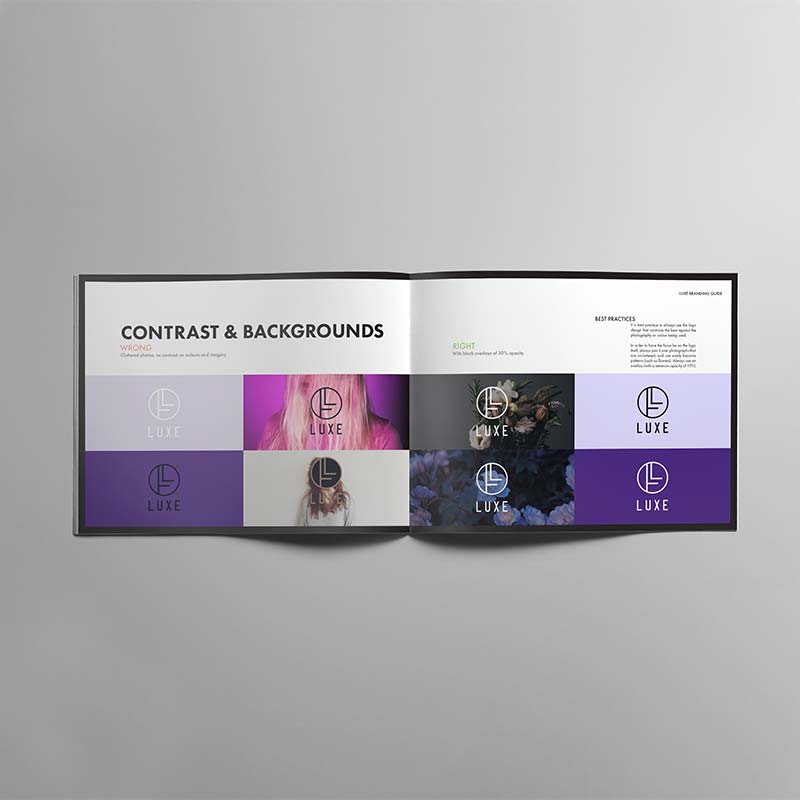 CONTRAST & BACKGROUNDS
WRONG
Cluttered photos, no contrast on colours and imagery
LUXE
LUXE
LUXE
LUXE
LUXE BRANDING GUIDE
BEST PRACTICES
It is best practice to always use the logo
design that contrasts the best against the
photography or colour being used.
In order to have the focus be on the logo
itself, always pair it over photographs that
are uncluttered, and can easily become
patterns (such as flowers). Always use an
overlay (with a minimum opacity of 10%).
RIGHT
With black overlays of 30% opacity
LUXE
LUXE
LUXE
LUXE